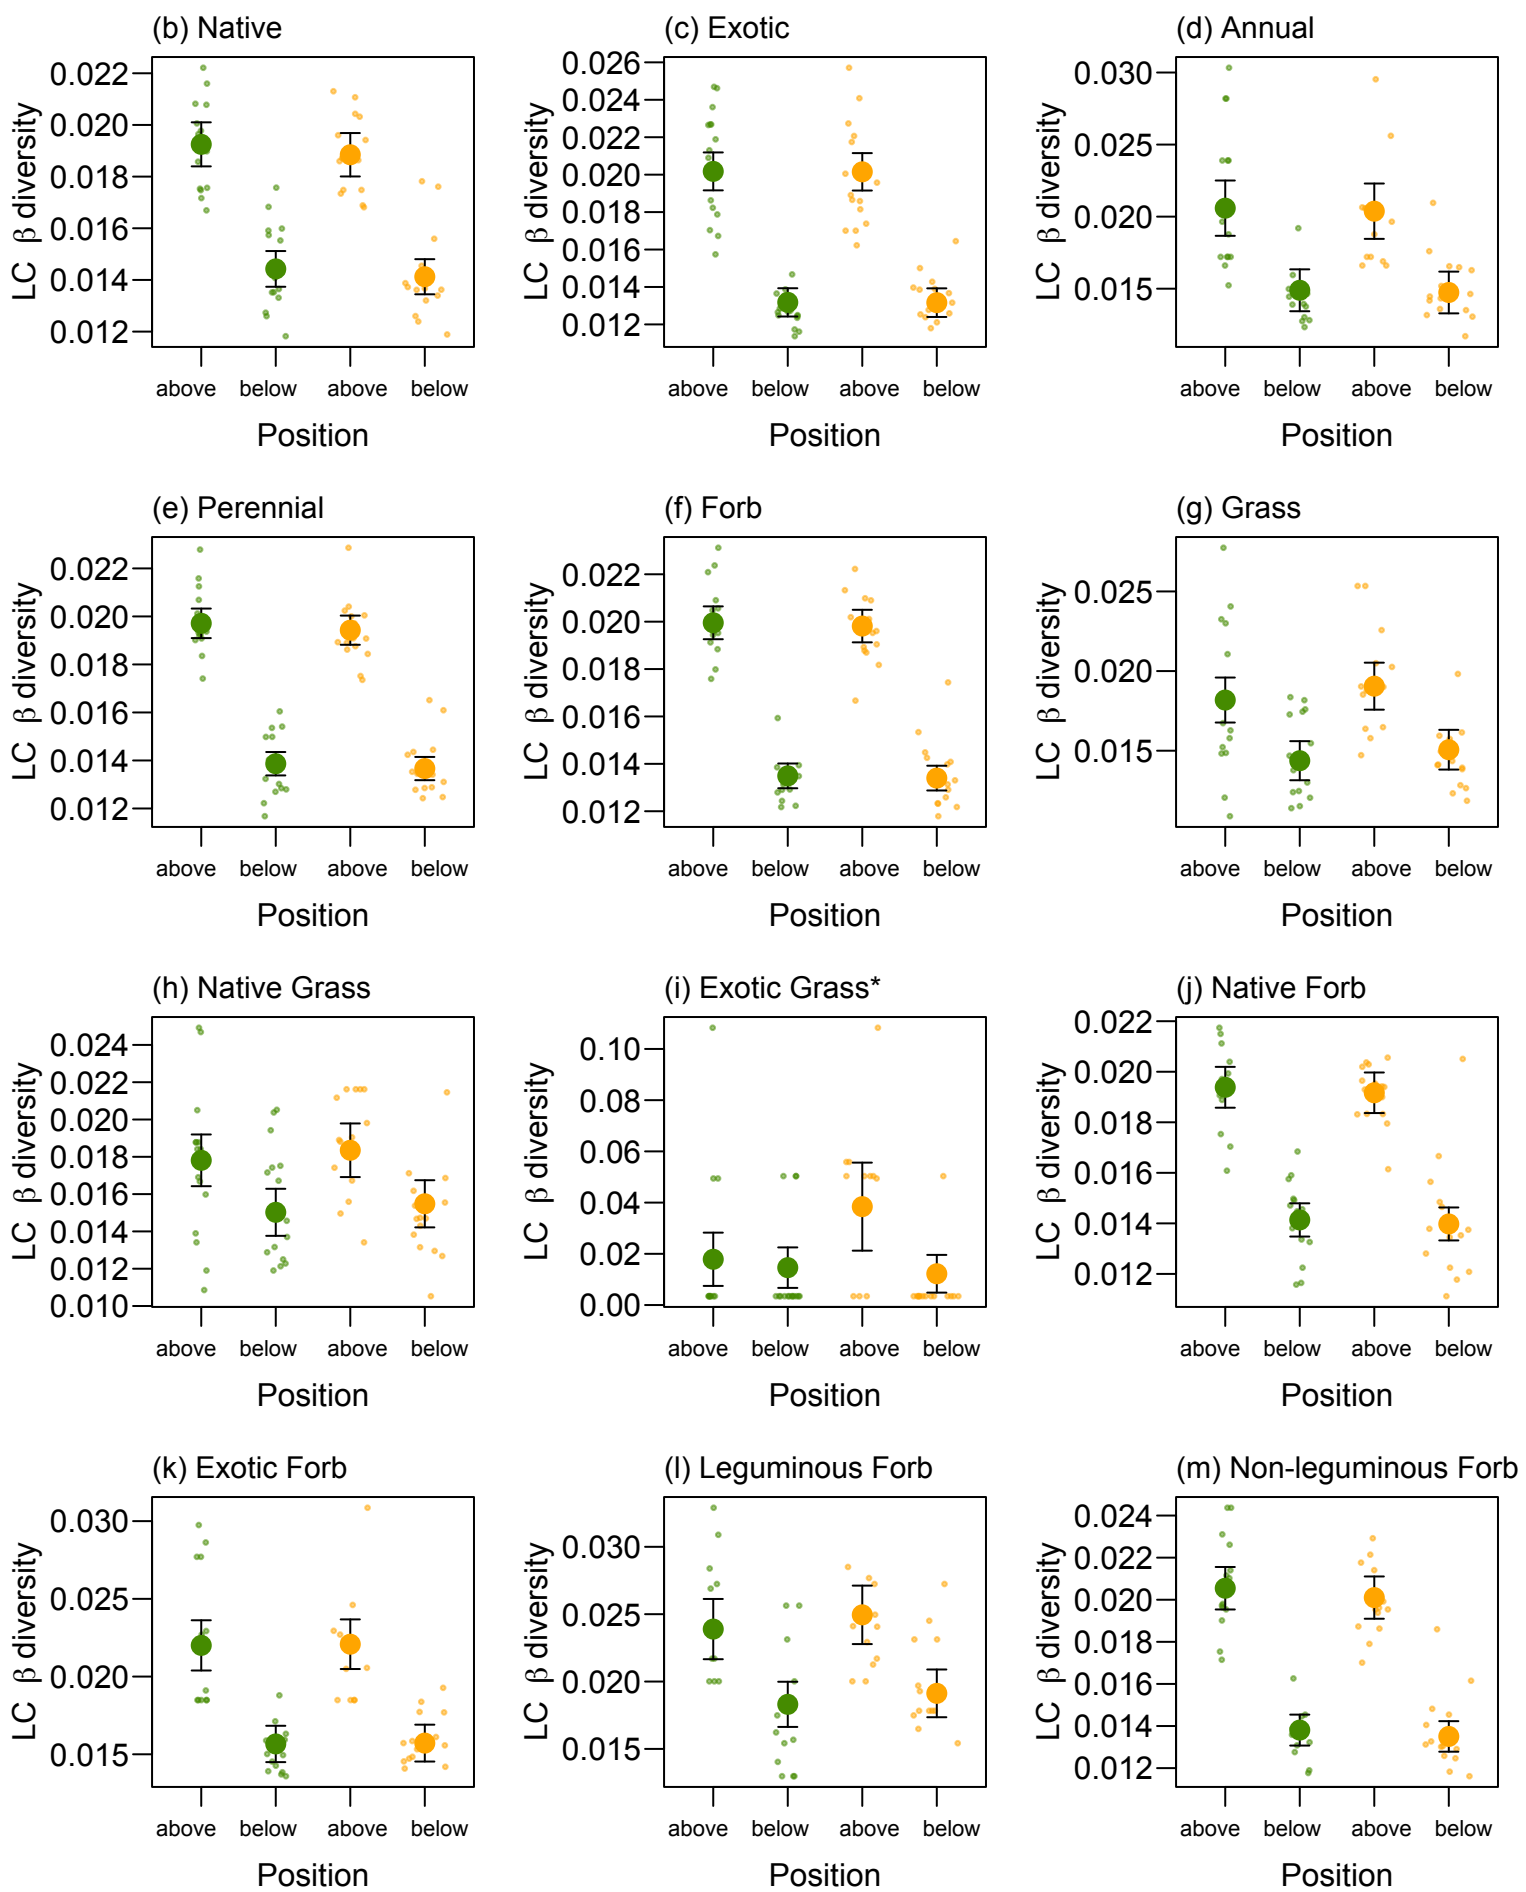 (b) Native
LC β diversity
0.022
0.020
0.018
0.016
0.014
0.012
above below above below
Position
(c) Exotic
LC β diversity
0.026
0.024
0.022
0.020
0.018
0.016
0.014
0.012
above below above below
Position
(d) Annual
LC β diversity
0.030
0.025
0.020
0.015
above below above below
Position
(e) Perennial
LC β diversity
0.022
0.020
0.018
0.016
0.014
0.012
above below above below
Position
(f) Forb
LC β diversity
0.022
0.020
0.018
0.016
0.014
0.012
above below above below
Position
(g) Grass
LC β diversity
0.025
0.020
0.015
above below above below
Position
(h) Native Grass
LC β diversity
0.024
0.022
0.020
0.018
0.016
0.014
0.012
0.010
above below above below
Position
(i) Exotic Grass*
LC β diversity
0.10
0.08
0.06
0.04
0.02
0.00
above below above below
Position
(j) Native Forb
LC β diversity
0.022
0.020
0.018
0.016
0.014
0.012
above below above below
Position
(k) Exotic Forb
LC β diversity
0.030
0.025
0.020
0.015
above below above below
Position
(l) Leguminous Forb
LC β diversity
0.030
0.025
0.020
0.015
above below above below
Position
(m) Non-leguminous Forb
LC β diversity
0.024
0.022
0.020
0.018
0.016
0.014
0.012
above below above below
Position